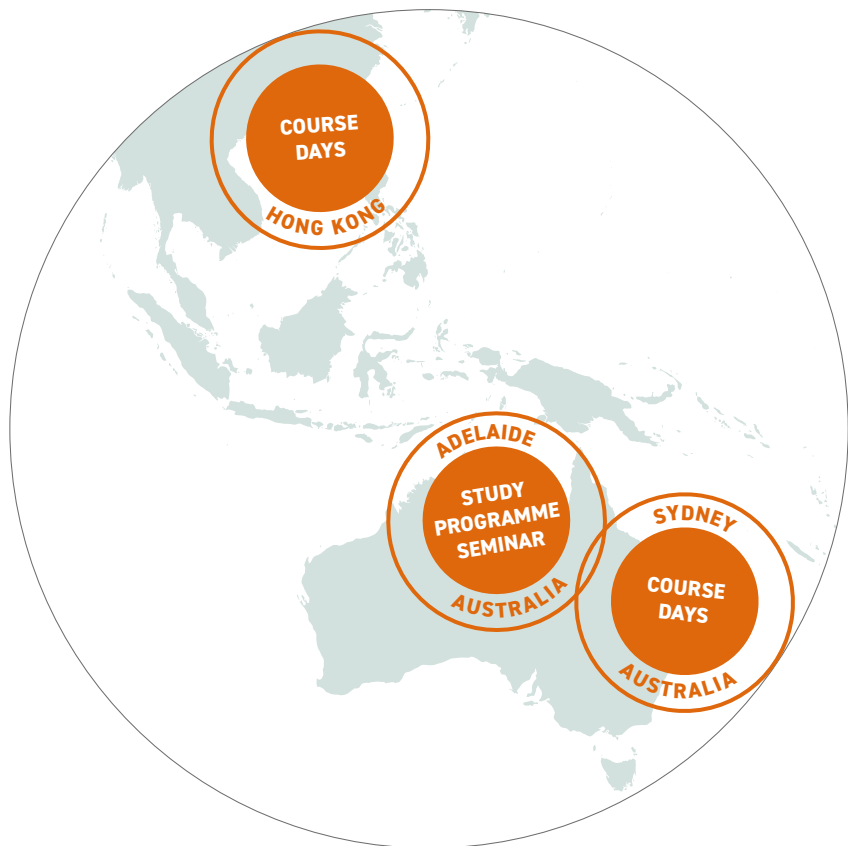 COURSE
DAYS
HONG KONG
ADELAIDE
STUDY
PROGRAMME
SEMINAR
AUSTRALIA
SYDNEY
COURSE
DAYS
AUSTRALIA